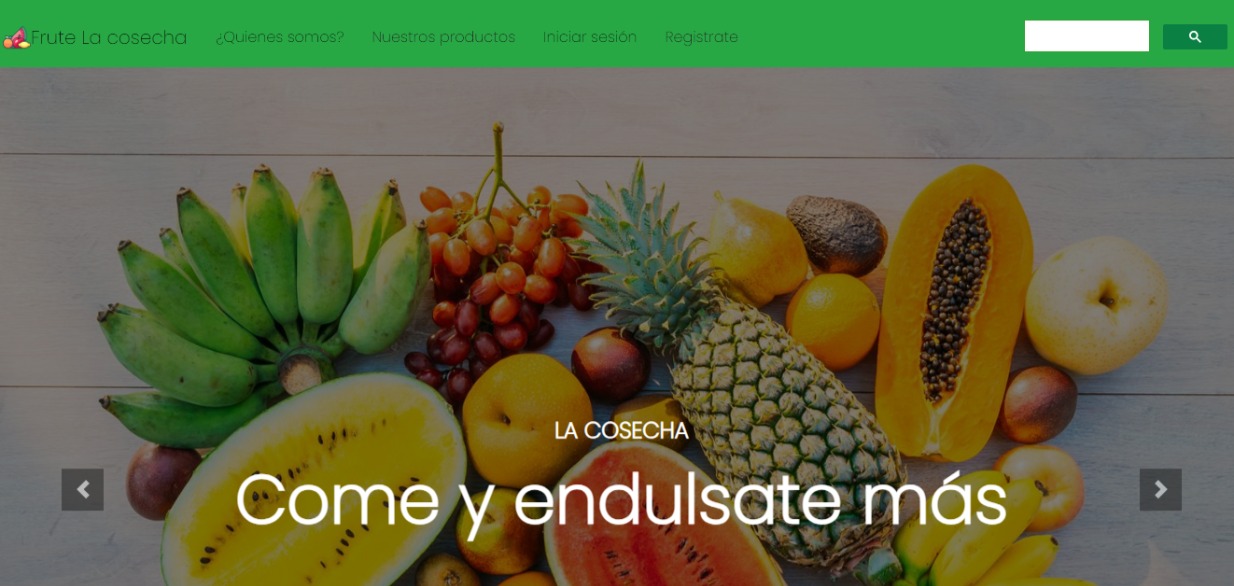 Frute La cosecha ¿Quienes somos? Nuestros productos Iniciar sesión Registrate
LA COSECHA
Come y endulsate más